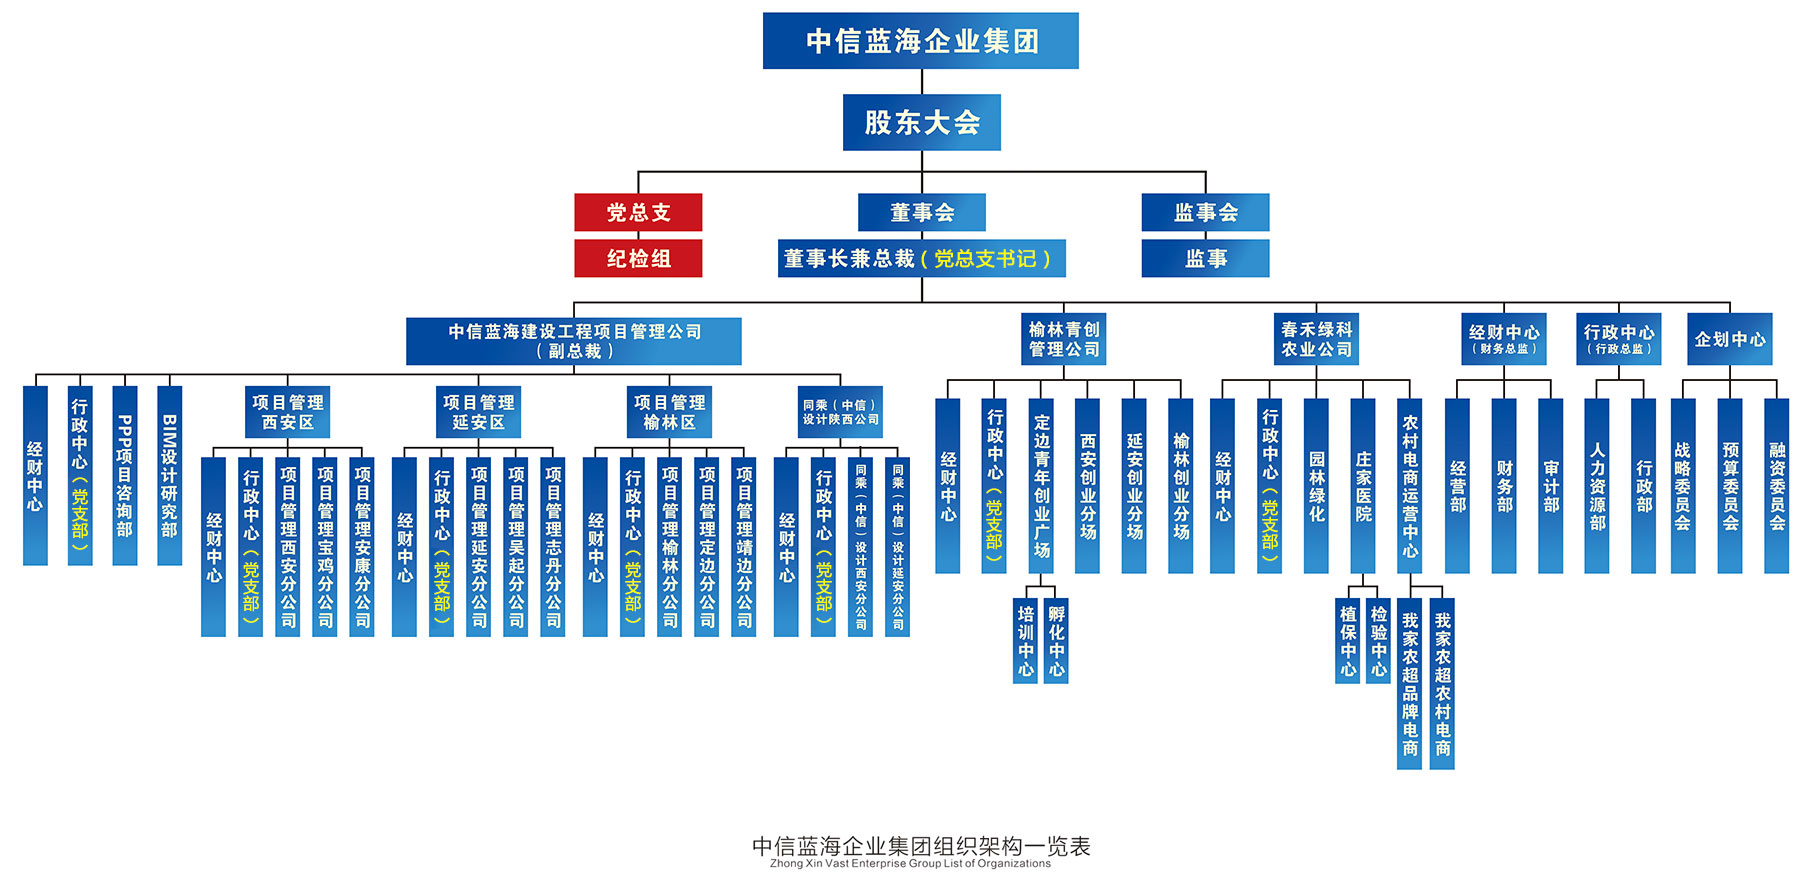 中信蓝海企业集团
股东大会
党总支
董事会
监事会
纪检组
董事长兼总裁（党总支书记）
监事
中信蓝海建设工程项目管理公司
（副总裁）
榆林青创
管理公司
春禾绿科
农业公司
经财中心
（财务总监）
行政中心
（行政总监）
企划中心
经财中心
行政中心（党支部）
PPP项目咨询部
BIM设计研究部
项目管理
西安区
项目管理
延安区
项目管理
榆林区
同乘（中信）
设计陕西公司
经财中心
行政中心（党支部）
项目管理西安分公司
项目管理宝鸡分公司
项目管理安康分公司
经财中心
行政中心（党支部）
项目管理延安分公司
项目管理吴起分公司
项目管理志丹分公司
经财中心
行政中心（党支部）
项目管理榆林分公司
项目管理定边分公司
项目管理靖边分公司
经财中心
行政中心（党支部）
同乘（中信）设计西安分公司
同乘（中信）设计延安分公司
经财中心
行政中心（党支部）
定边青年创业广场
西安创业分场
延安创业分场
榆林创业分场
培训中心
孵化中心
经财中心
行政中心（党支部）
园林绿化
庄家医院
农村电商运营中心
植保中心
检验中心
我家农超品牌电商
我家农超农村电商
经营部
财务部
审计部
人力资源部
行政部
战略委员会
预算委员会
融资委员会
中信蓝海企业集团组织架构一览表
Zhong Xin Vast Enterprise Group List of Organizations